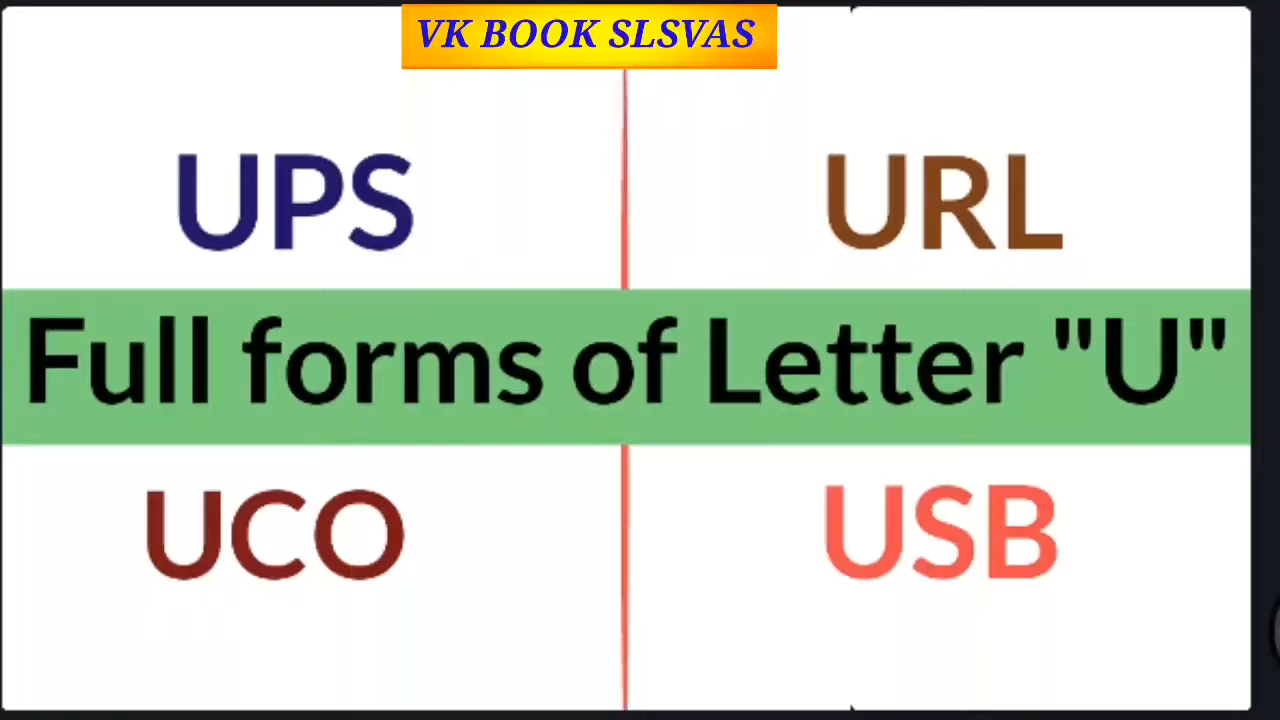 VK BOOK SLSVAS
UPS
URL
Full forms of Letter "U"
UCO
USB